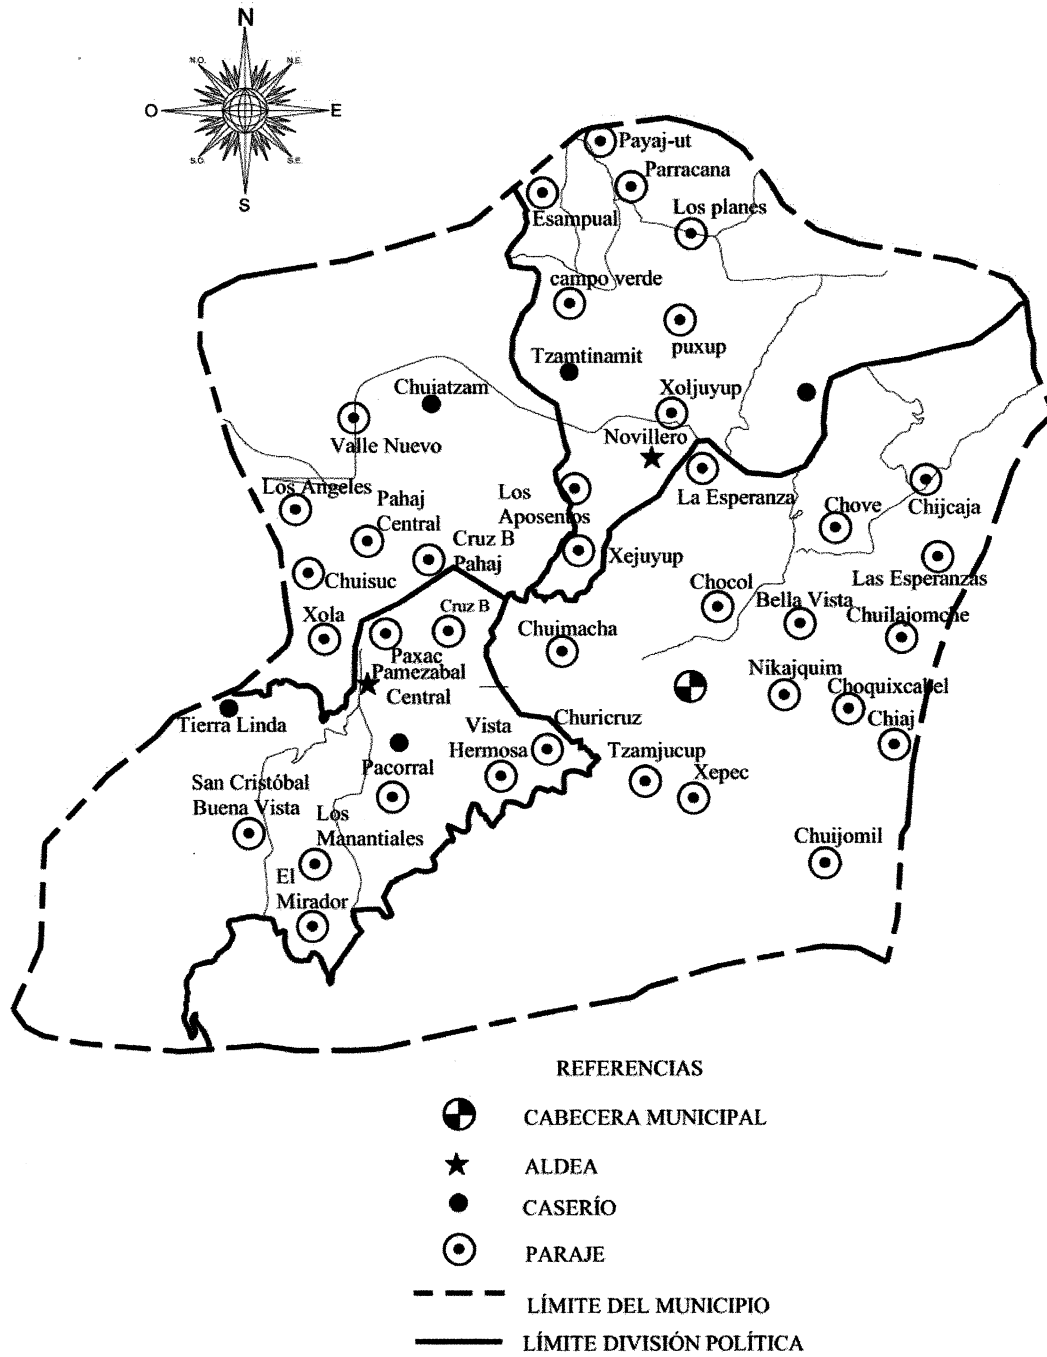 N
N.O.
N.E.
O
E
S.O.
S.E.
S
Payaj-ut
Parracana
Esampual
Los planes
campo verde
puxup
Tzamtinamit
Chuiatzam
Xoljuyup
Valle Nuevo
Novillero
Los Angeles
Pahaj
Central
Los
Aposentos
La Esperanza
Chove
Chijcaja
Cruz B
Pahaj
Xejuyup
Las Esperanzas
Chuisuc
Chocol
Bella Vista
Chuilajomche
Xola
Cruz B
Chuimacha
Paxac
Pamezabal
Central
Nikajquim
Choquixcabel
Tierra Linda
Vista
Hermosa
Churicruz
Chiaj
Pacorral
Tzamjucup
Xepec
San Cristóbal
Buena Vista
Los
Manantiales
Chuijomil
El
Mirador
REFERENCIAS
CABECERA MUNICIPAL
ALDEA
CASERÍO
PARAJE
LÍMITE DEL MUNICIPIO
LÍMITE DIVISIÓN POLÍTICA